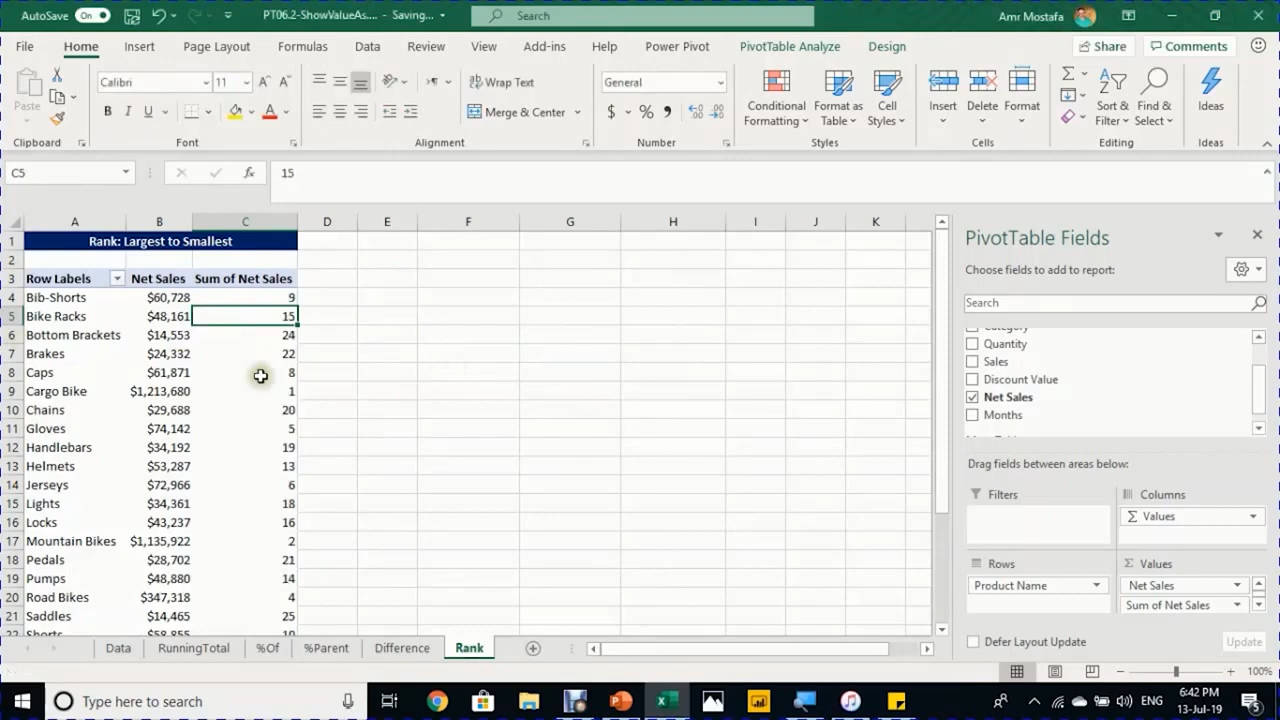 AutoSave On PT06.2-ShowValueAs.... - Saving... Search Amr Mostafa
File Home Insert Page Layout Formulas Data Review View Add-ins Help Power Pivot PivotTable Analyze Design Share Comments
Paste Calibri 11 Wrap Text General Conditional Formatting Format as Table Cell Styles Insert Delete Format Sort & Filter Find & Select Ideas
B I U A Merge & Center $ %
Clipboard Font Alignment Number Styles Cells Editing Ideas
C5 fx 15
A B C D E F G H I J K
1 Rank: Largest to Smallest
2
3 Row Labels Net Sales Sum of Net Sales
4 Bib-Shorts $60,728 9
5 Bike Racks $48,161 15
6 Bottom Brackets $14,553 24
7 Brakes $24,332 22
8 Caps $61,871 8
9 Cargo Bike $1,213,680 1
10 Chains $29,688 20
11 Gloves $74,142 5
12 Handlebars $34,192 19
13 Helmets $53,287 13
14 Jerseys $72,966 6
15 Lights $34,361 18
16 Locks $43,237 16
17 Mountain Bikes $1,135,922 2
18 Pedals $28,702 21
19 Pumps $48,880 14
20 Road Bikes $347,318 4
21 Saddles $14,465 25
22 Shorts $58,855 10
Data RunningTotal %Of %Parent Difference Rank
PivotTable Fields
Choose fields to add to report:
Search
Category
Quantity
Sales
Discount Value
Net Sales
Months
Drag fields between areas below:
Filters Columns
Σ Values
Rows Σ Values
Product Name Net Sales
Sum of Net Sales
Defer Layout Update Update
100%
Type here to search ENG 6:42 PM
13-Jul-19 5